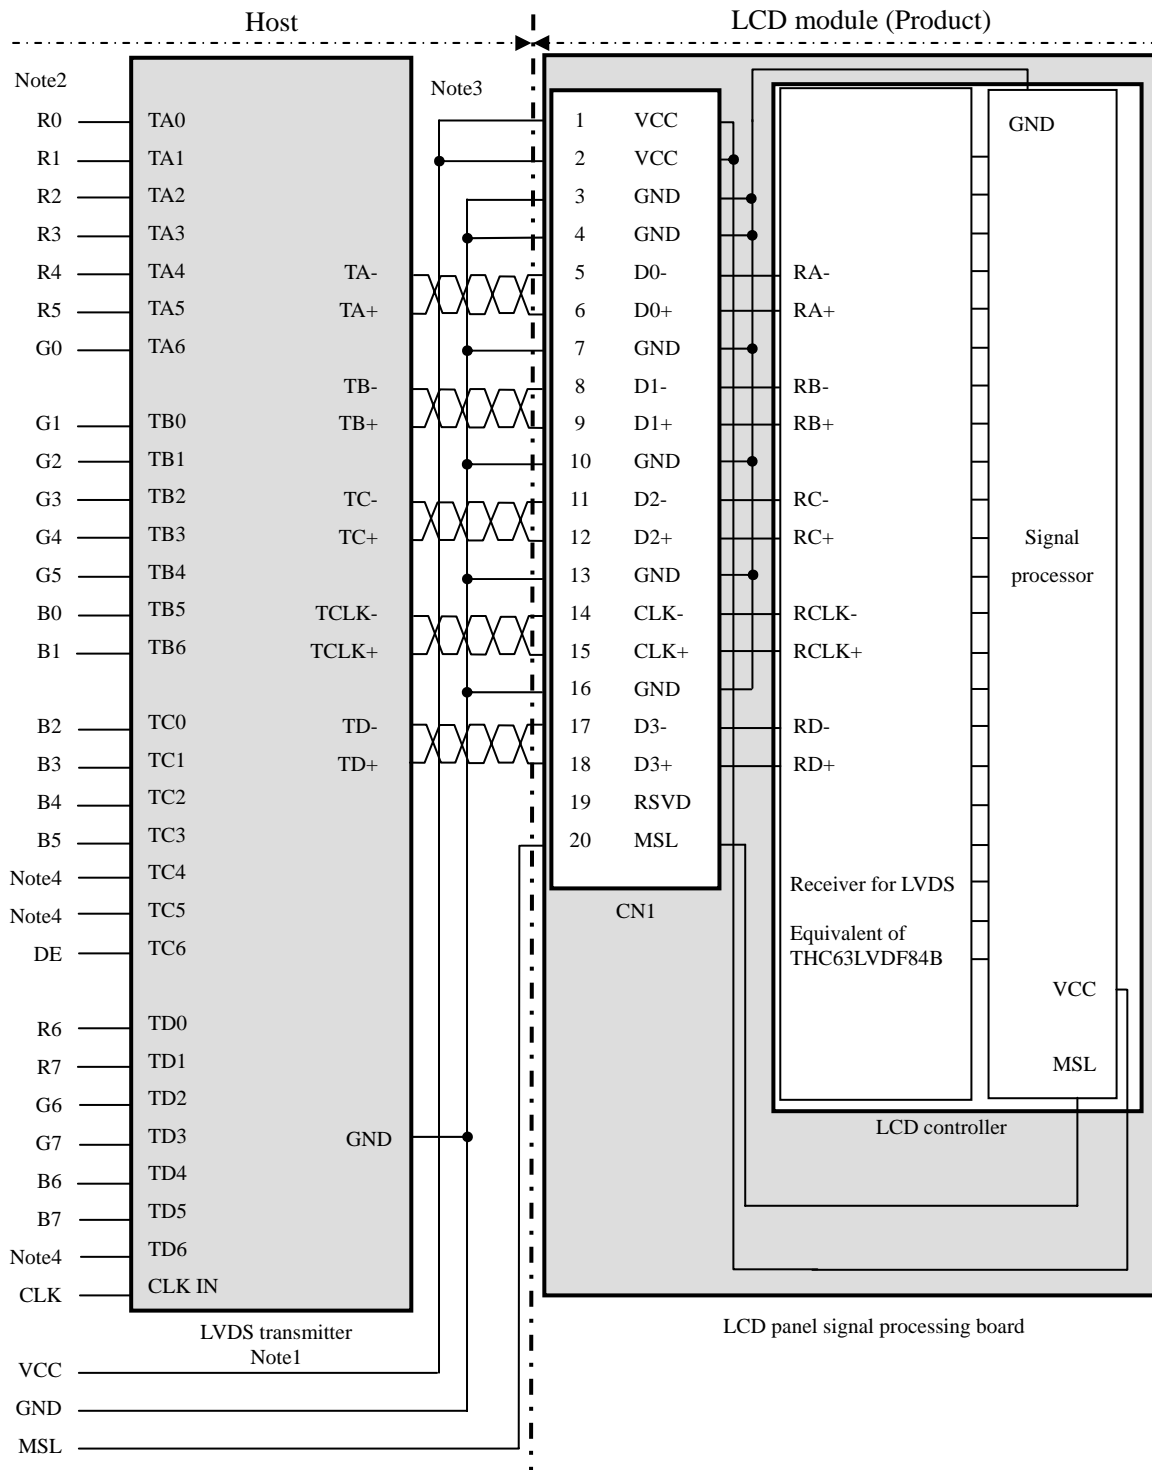 Host
LCD module (Product)
Note2
Note3
R0 TA0
R1 TA1
R2 TA2
R3 TA3
R4 TA4 TA-
R5 TA5 TA+
G0 TA6
TB-
G1 TB0 TB+
G2 TB1
G3 TB2 TC-
G4 TB3 TC+
G5 TB4
B0 TB5 TCLK-
B1 TB6 TCLK+
B2 TC0 TD-
B3 TC1 TD+
B4 TC2
B5 TC3
Note4 TC4
Note4 TC5
DE TC6
R6 TD0
R7 TD1
G6 TD2
G7 TD3 GND
B6 TD4
B7 TD5
Note4 TD6
CLK CLK IN
LVDS transmitter
Note1
VCC
GND
MSL
1 VCC
2 VCC
3 GND
4 GND
5 D0- RA-
6 D0+ RA+
7 GND
8 D1- RB-
9 D1+ RB+
10 GND
11 D2- RC-
12 D2+ RC+
13 GND
14 CLK- RCLK-
15 CLK+ RCLK+
16 GND
17 D3- RD-
18 D3+ RD+
19 RSVD
20 MSL
CN1
Receiver for LVDS
Equivalent of
THC63LVDF84B
GND
Signal
processor
VCC
MSL
LCD controller
LCD panel signal processing board